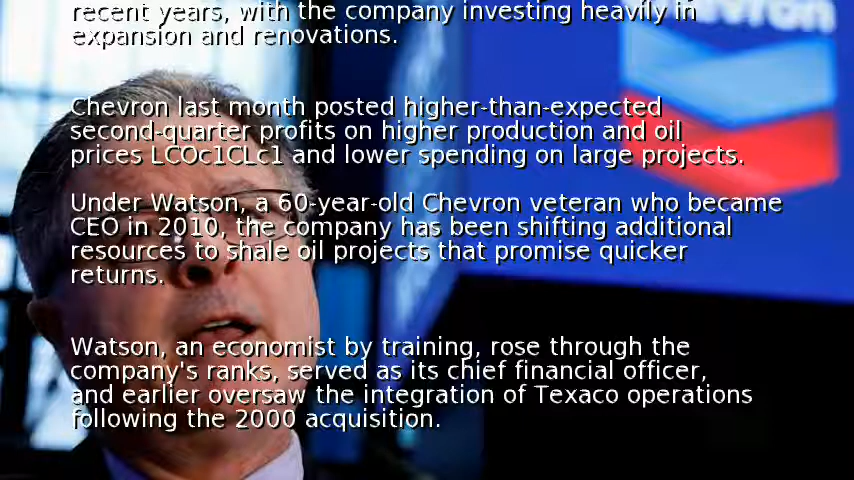 recent years, with the company investing heavily in
expansion and renovations.
Chevron last month posted higher-than-expected
second-quarter profits on higher production and oil
prices LCOc1CLc1 and lower spending on large projects.
Under Watson, a 60-year-old Chevron veteran who became
CEO in 2010, the company has been shifting additional
resources to shale oil projects that promise quicker
returns.
Watson, an economist by training, rose through the
company's ranks, served as its chief financial officer,
and earlier oversaw the integration of Texaco operations
following the 2000 acquisition.